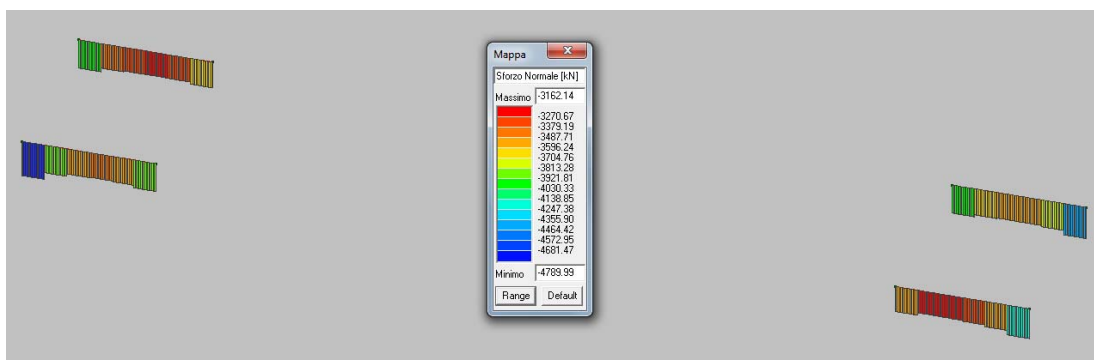 Mappa
Sforzo Normale [kN]
Massimo -3162.14
-3270.67
-3379.19
-3487.71
-3596.24
-3704.76
-3813.28
-3921.81
-4030.33
-4138.85
-4247.38
-4355.90
-4464.42
-4572.95
-4681.47
Minimo -4789.99
Range Default